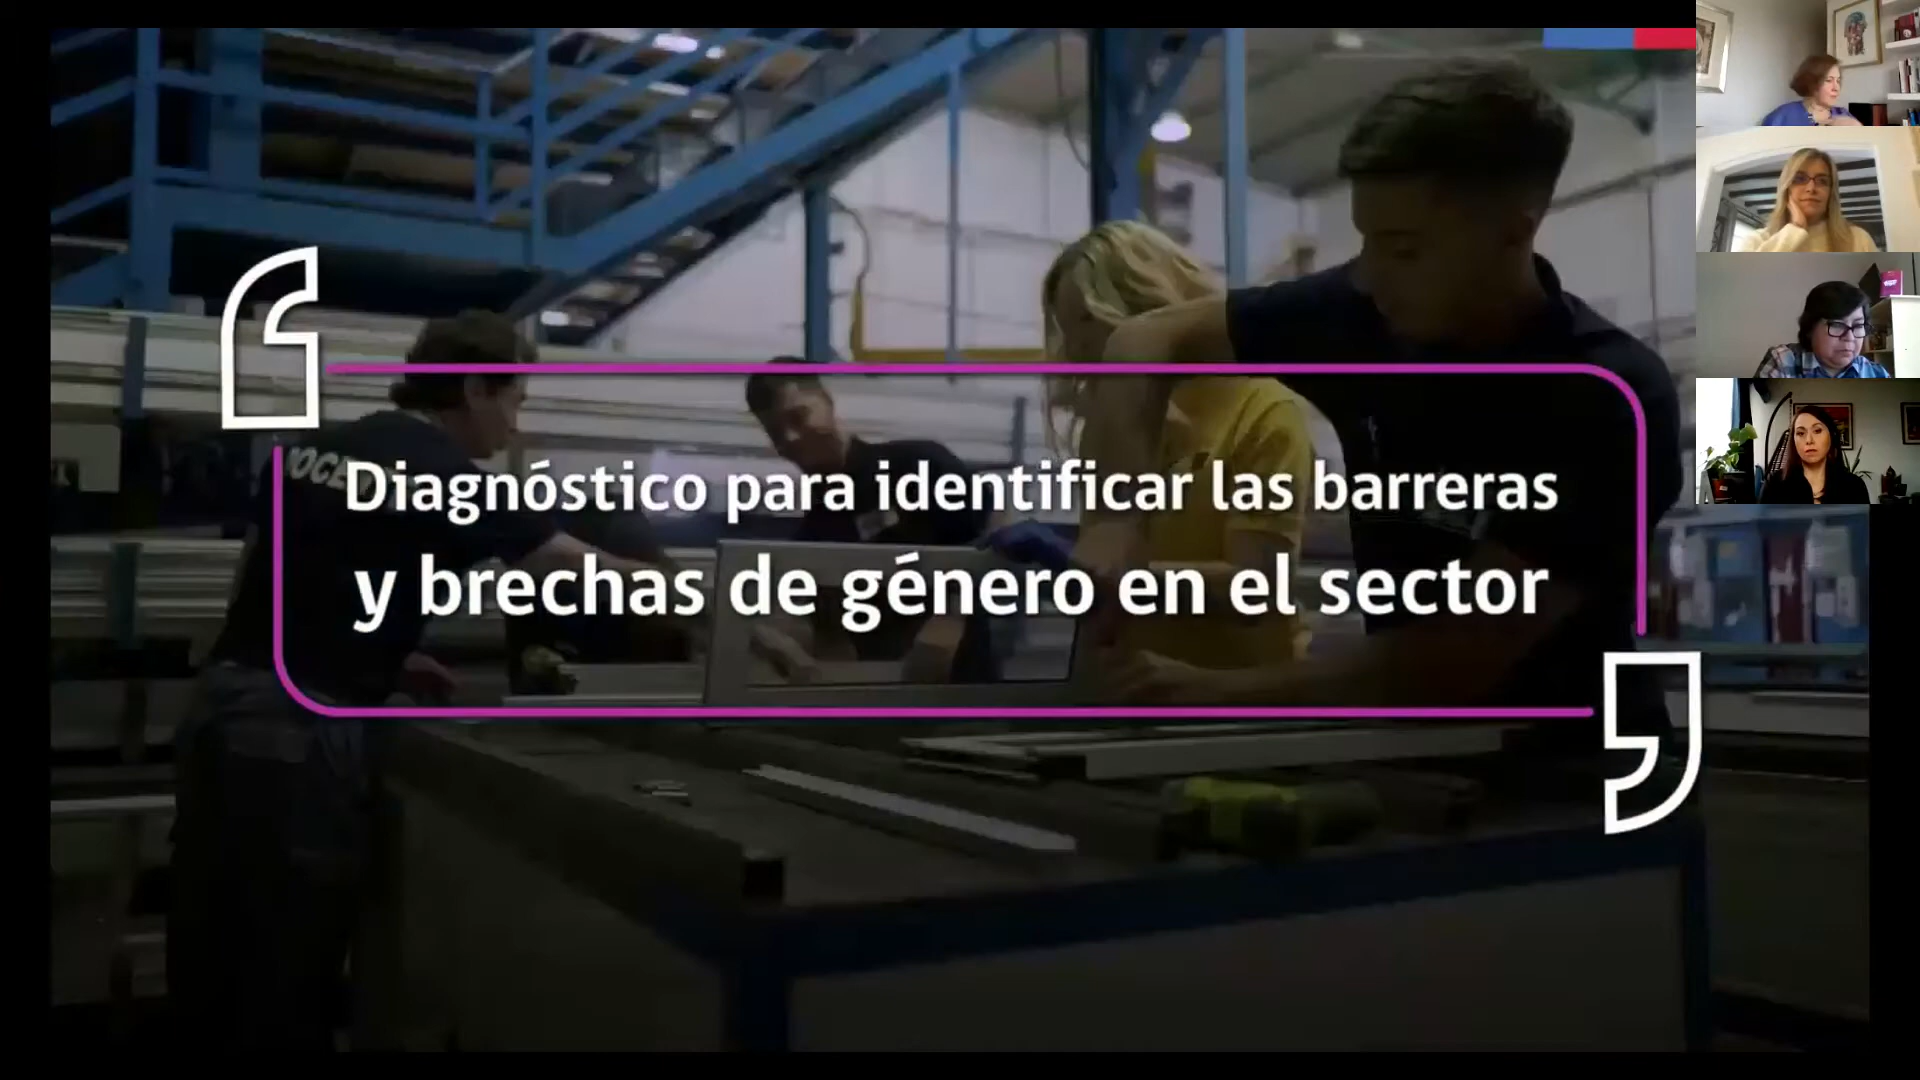 Diagnóstico para identificar las barreras
y brechas de género en el sector